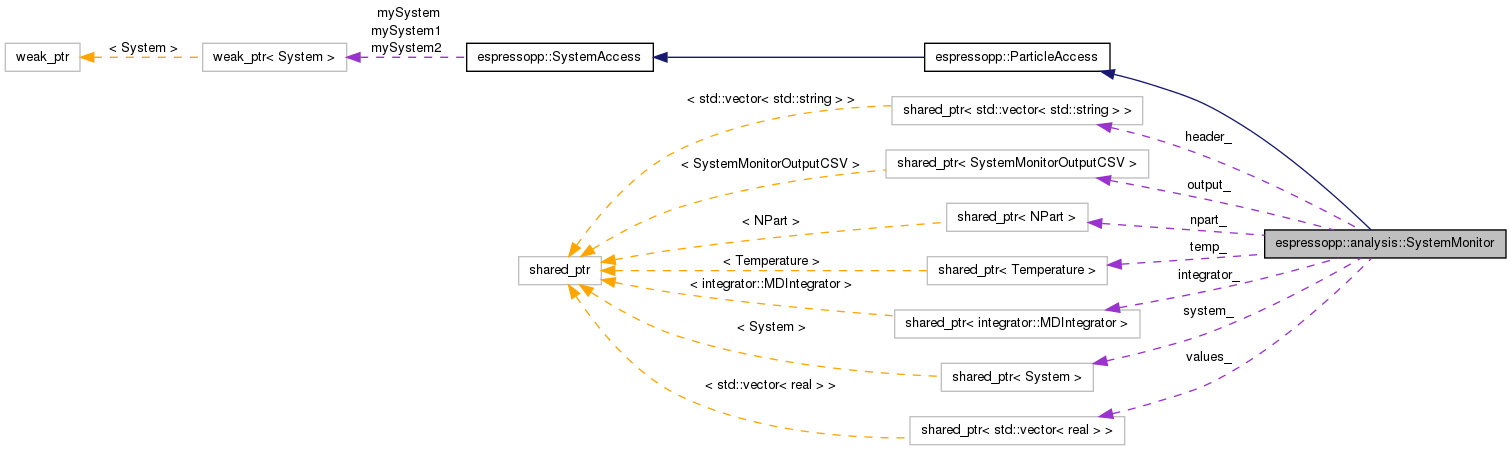 mySystem
mySystem1
mySystem2
weak_ptr
< System >
weak_ptr< System >
espressopp::SystemAccess
espressopp::ParticleAccess
< std::vector< std::string > >
shared_ptr< std::vector< std::string > >
header_
< SystemMonitorOutputCSV >
shared_ptr< SystemMonitorOutputCSV >
output_
< NPart >
shared_ptr< NPart >
npart_
espressopp::analysis::SystemMonitor
shared_ptr
< Temperature >
shared_ptr< Temperature >
temp_
< integrator::MDIntegrator >
shared_ptr< integrator::MDIntegrator >
integrator_
< System >
shared_ptr< System >
system_
< std::vector< real > >
shared_ptr< std::vector< real > >
values_